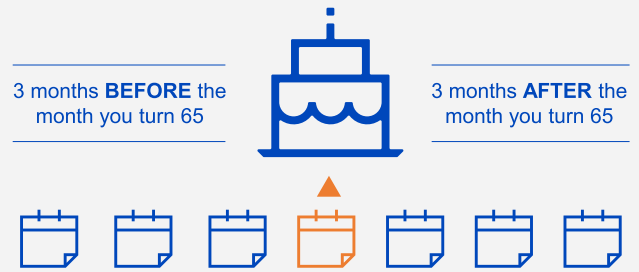 3 months BEFORE the
month you turn 65
3 months AFTER the
month you turn 65